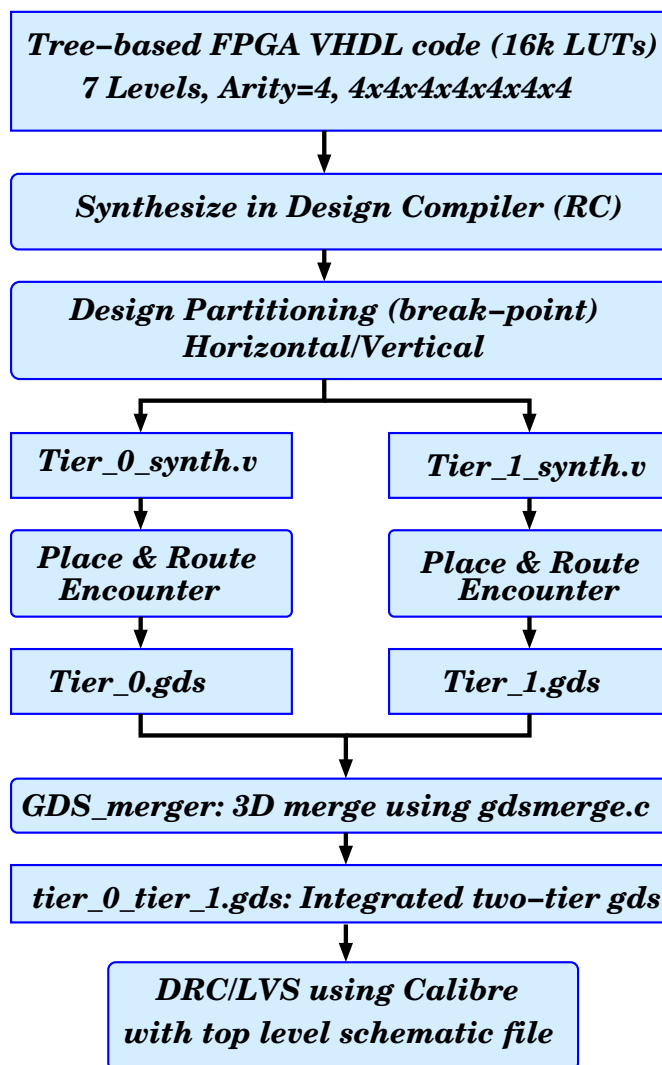 Tree−based FPGA VHDL code (16k LUTs)
7 Levels, Arity=4, 4x4x4x4x4x4x4
Synthesize in Design Compiler (RC)
Design Partitioning (break−point)
Horizontal/Vertical
Tier_0_synth.v
Tier_1_synth.v
Place & Route
Encounter
Place & Route
Encounter
Tier_0.gds
Tier_1.gds
GDS_merger: 3D merge using gdsmerge.c
tier_0_tier_1.gds: Integrated two−tier gds
DRC/LVS using Calibre
with top level schematic file